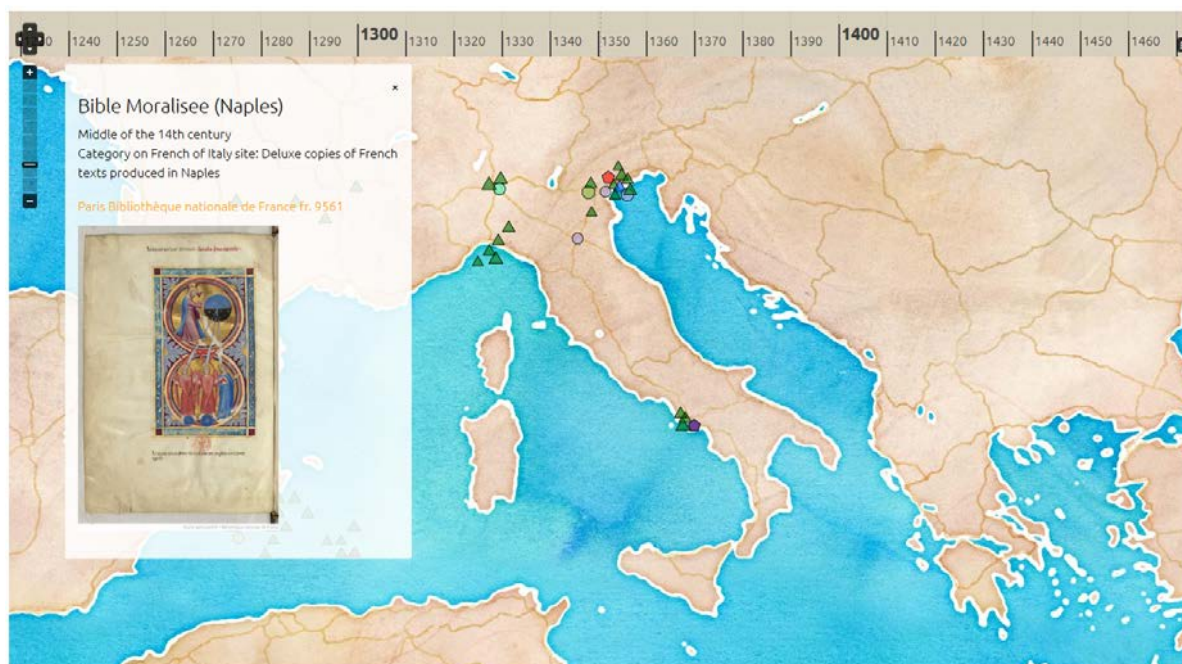 1240 1250 1260 1270 1280 1290 1300 1310 1320 1330 1340 1350 1360 1370 1380 1390 1400 1410 1420 1430 1440 1450 1460
×
Bible Moralisee (Naples)
Middle of the 14th century
Category on French of Italy site: Deluxe copies of French
texts produced in Naples
Paris Bibliothèque nationale de France fr. 9561